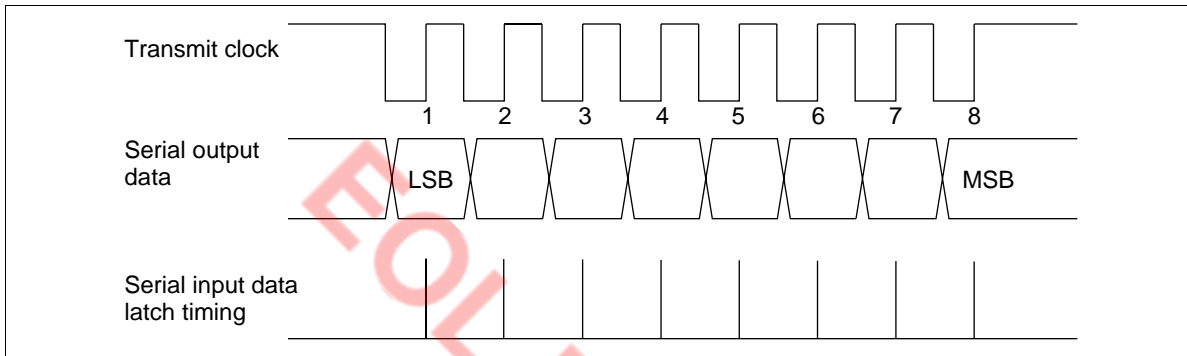 Transmit clock
1 2 3 4 5 6 7 8
Serial output
data
LSB MSB
Serial input data
latch timing
EOL